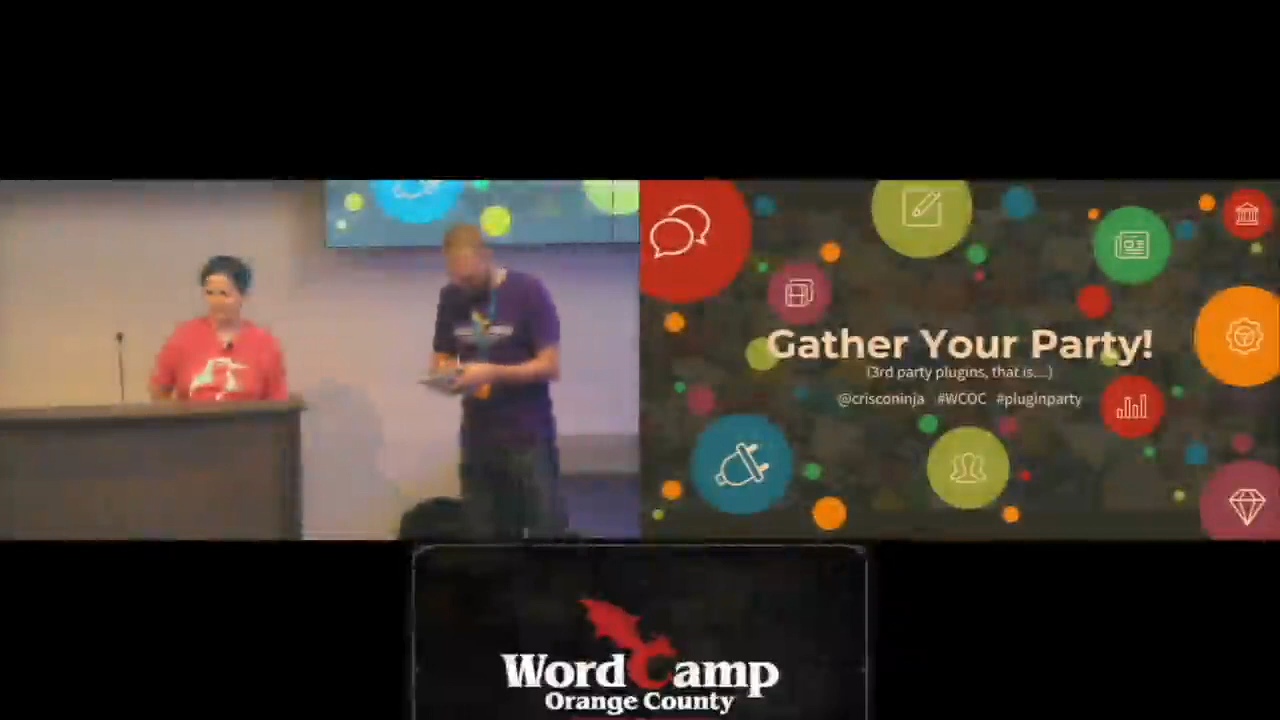 Gather Your Party!
(3rd party plugins, that is....)
@crisconinja #WCOC #pluginparty
WordCamp
Orange County